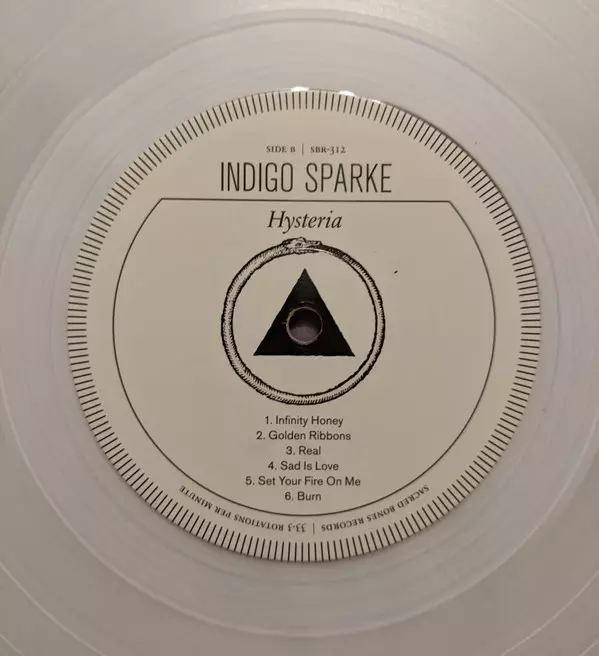 SIDE B | SBR-312
INDIGO SPARKE
Hysteria
1. Infinity Honey
2. Golden Ribbons
3. Real
4. Sad Is Love
5. Set Your Fire On Me
6. Burn
SACRED BONES RECORDS | 33.3 ROTATIONS PER MINUTE